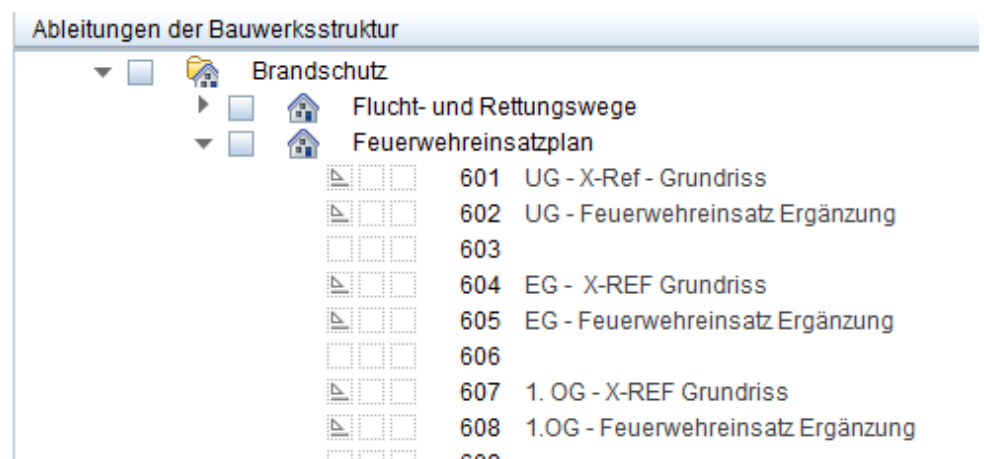 Ableitungen der Bauwerksstruktur
Brandschutz
Flucht- und Rettungswege
Feuerwehreinsatzplan
601 UG - X-Ref - Grundriss
602 UG - Feuerwehreinsatz Ergänzung
603
604 EG -  X-REF Grundriss
605 EG - Feuerwehreinsatz Ergänzung
606
607 1. OG - X-REF Grundriss
608 1.OG - Feuerwehreinsatz Ergänzung